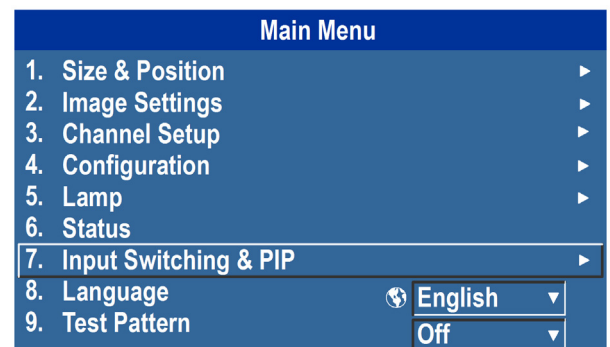 Main Menu
1. Size & Position
2. Image Settings
3. Channel Setup
4. Configuration
5. Lamp
6. Status
7. Input Switching & PIP
8. Language English
9. Test Pattern Off